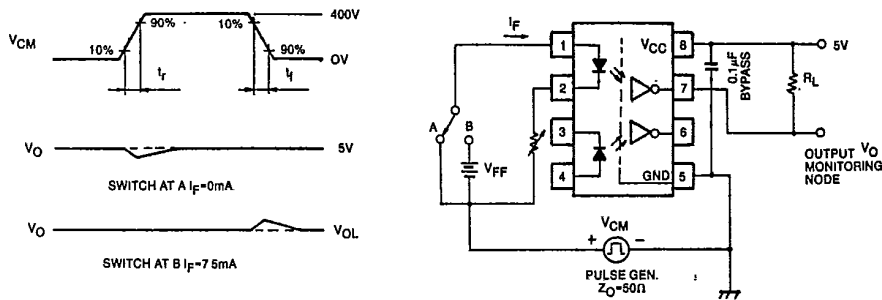 400V
90%
10%
VCM
10%
90%
0V
tr
tf
VO
5V
SWITCH AT A IF=0mA.
VO
VOL
SWITCH AT B IF=7 5mA
IF
1
VCC
8
5V
0.1µF
BYPASS
RL
2
7
A
B
3
6
VFF
4
GND
5
OUTPUT VO
MONITORING
NODE
VCM
+
−
PULSE GEN.
ZO=50Ω